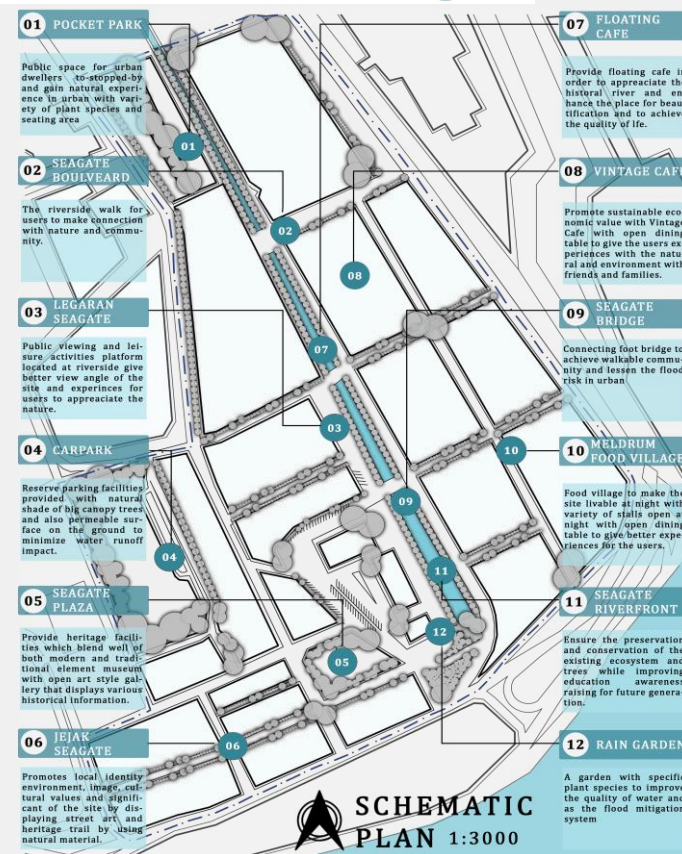 01 POCKET PARK
Public space for urban
dwellers to-stopped-by
and gain natural experi-
ence in urban with vari-
ety of plant species and
seating area
02 SEAGATE
BOULVEARD
The riverside walk for
users to make connection
with nature and commu-
nity.
03 LEGARAN
SEAGATE
Public viewing and lei-
sure activities platform
located at riverside give
better view angle of the
site and experinces for
users to appreaciate the
nature.
04 CARPARK
Reserve parking facilities
provided with natural
shade of big canopy trees
and also permeable sur-
face on the ground to
minimize water runoff
impact.
05 SEAGATE
PLAZA
Provide heritage facili-
ties which blend well of
both modern and tradi-
tional element museum
with open art style gal-
lery that displays various
historical information.
06 JEJAK
SEAGATE
Promotes local identity
environment, image, cul-
tural values and signifi-
cant of the site by dis-
playing street art and
heritage trail by using
natural material.
01
02
08
07
03
10
09
04
11
12
05
06
SCHEMATIC
PLAN 1:3000
07 FLOATING
CAFE
Provide floating cafe in
order to appreaciate the
historal river and en-
hance the place for beau-
tification and to achieve
the quality of lfe.
08 VINTAGE CAFE
Promote sustainable eco-
nomic value with Vintage
Cafe with open dining
table to give the users ex-
periences with the natu-
ral and environment with
friends and families.
09 SEAGATE
BRIDGE
Connecting foot bridge to
achieve walkable commu-
nity and lessen the flood
risk in urban
10 MELDRUM
FOOD VILLAGE
Food village to make the
site livable at night with
variety of stalls open at
night with open dining
table to give better expe-
riences for the users.
11 SEAGATE
RIVERFRONT
Ensure the preservation
and conservation of the
existing ecosystem and
trees while improving
education awareness
raising for future genera-
tion.
12 RAIN GARDEN
A garden with specific
plant species to improve
the quality of water and
as the flood mitigation
system